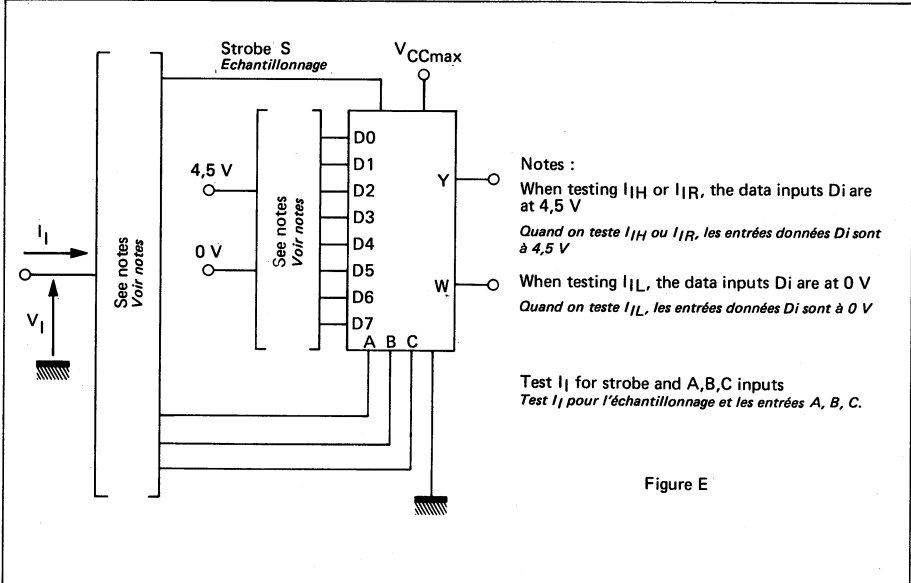 Strobe S
Echantillonnage
VCCmax
4,5 V
0 V
See notes
Voir notes
See notes
Voir notes
II
VI
D0
D1
D2
D3
D4
D5
D6
D7
A B C
Y
W
Notes :
When testing IIH or IIR, the data inputs Di are
at 4,5 V
Quand on teste IIH ou IIR, les entrées données Di sont
à 4,5 V
When testing IIL, the data inputs Di are at 0 V
Quand on teste IIL, les entrées données Di sont à 0 V
Test II for strobe and A,B,C inputs
Test II pour l'échantillonnage et les entrées A, B, C.
Figure E